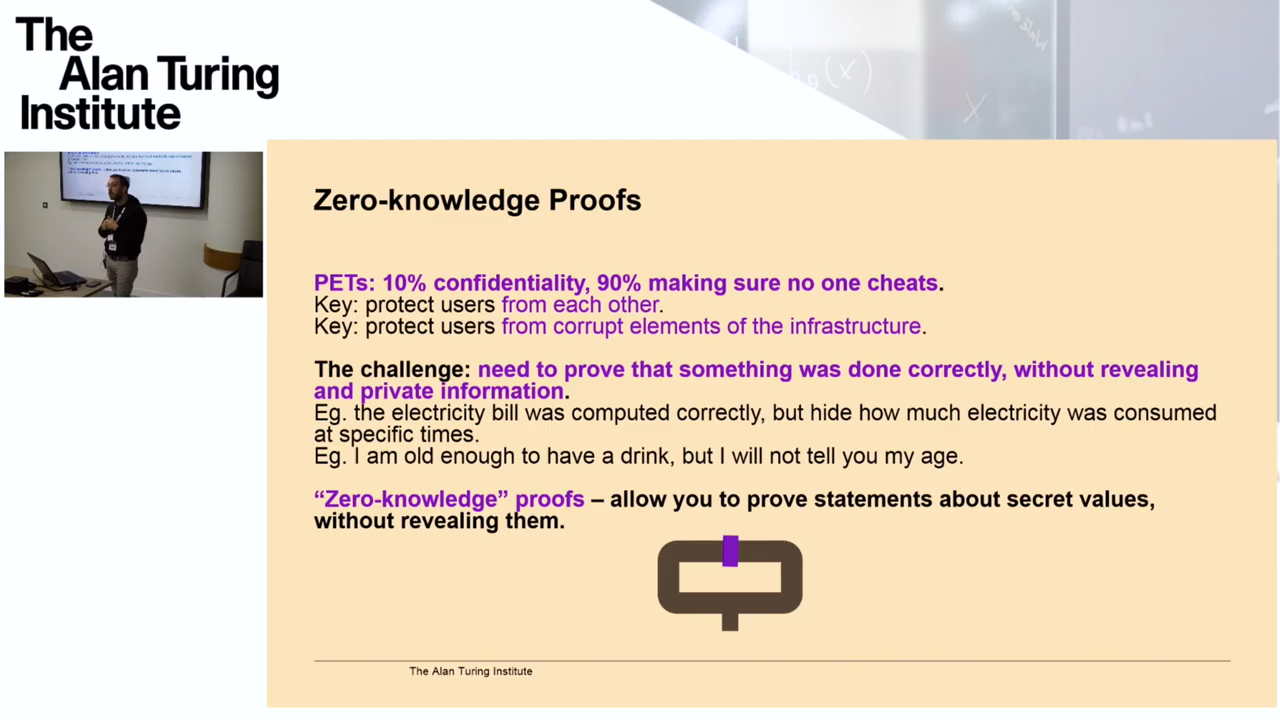 The
Alan Turing
Institute
Zero-knowledge Proofs
PETs: 10% confidentiality, 90% making sure no one cheats.
Key: protect users from each other.
Key: protect users from corrupt elements of the infrastructure.
The challenge: need to prove that something was done correctly, without revealing
and private information.
Eg. the electricity bill was computed correctly, but hide how much electricity was consumed
at specific times.
Eg. I am old enough to have a drink, but I will not tell you my age.
“Zero-knowledge” proofs – allow you to prove statements about secret values,
without revealing them.
The Alan Turing Institute